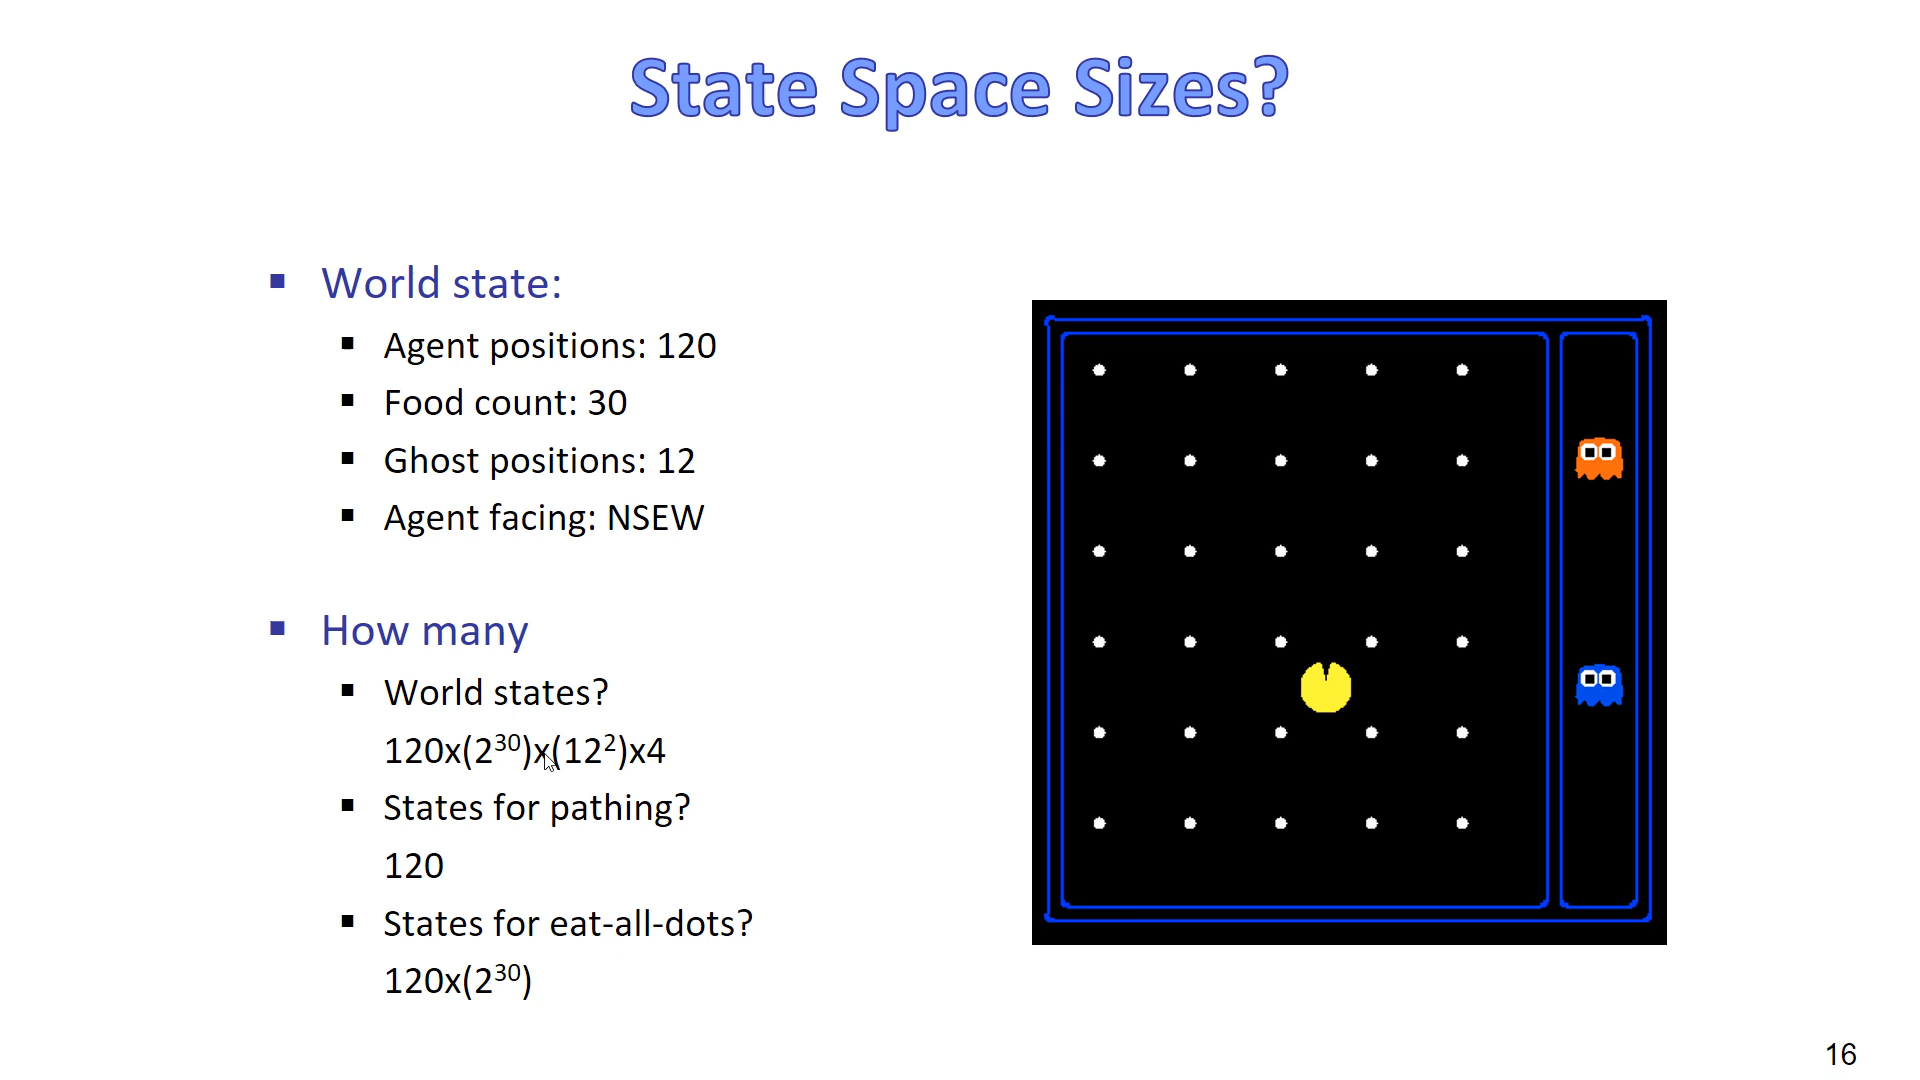 State Space Sizes?
▪ World state:
▪ Agent positions: 120
▪ Food count: 30
▪ Ghost positions: 12
▪ Agent facing: NSEW
▪ How many
▪ World states?
120x(2³⁰)x(12²)x4
▪ States for pathing?
120
▪ States for eat-all-dots?
120x(2³⁰)
16